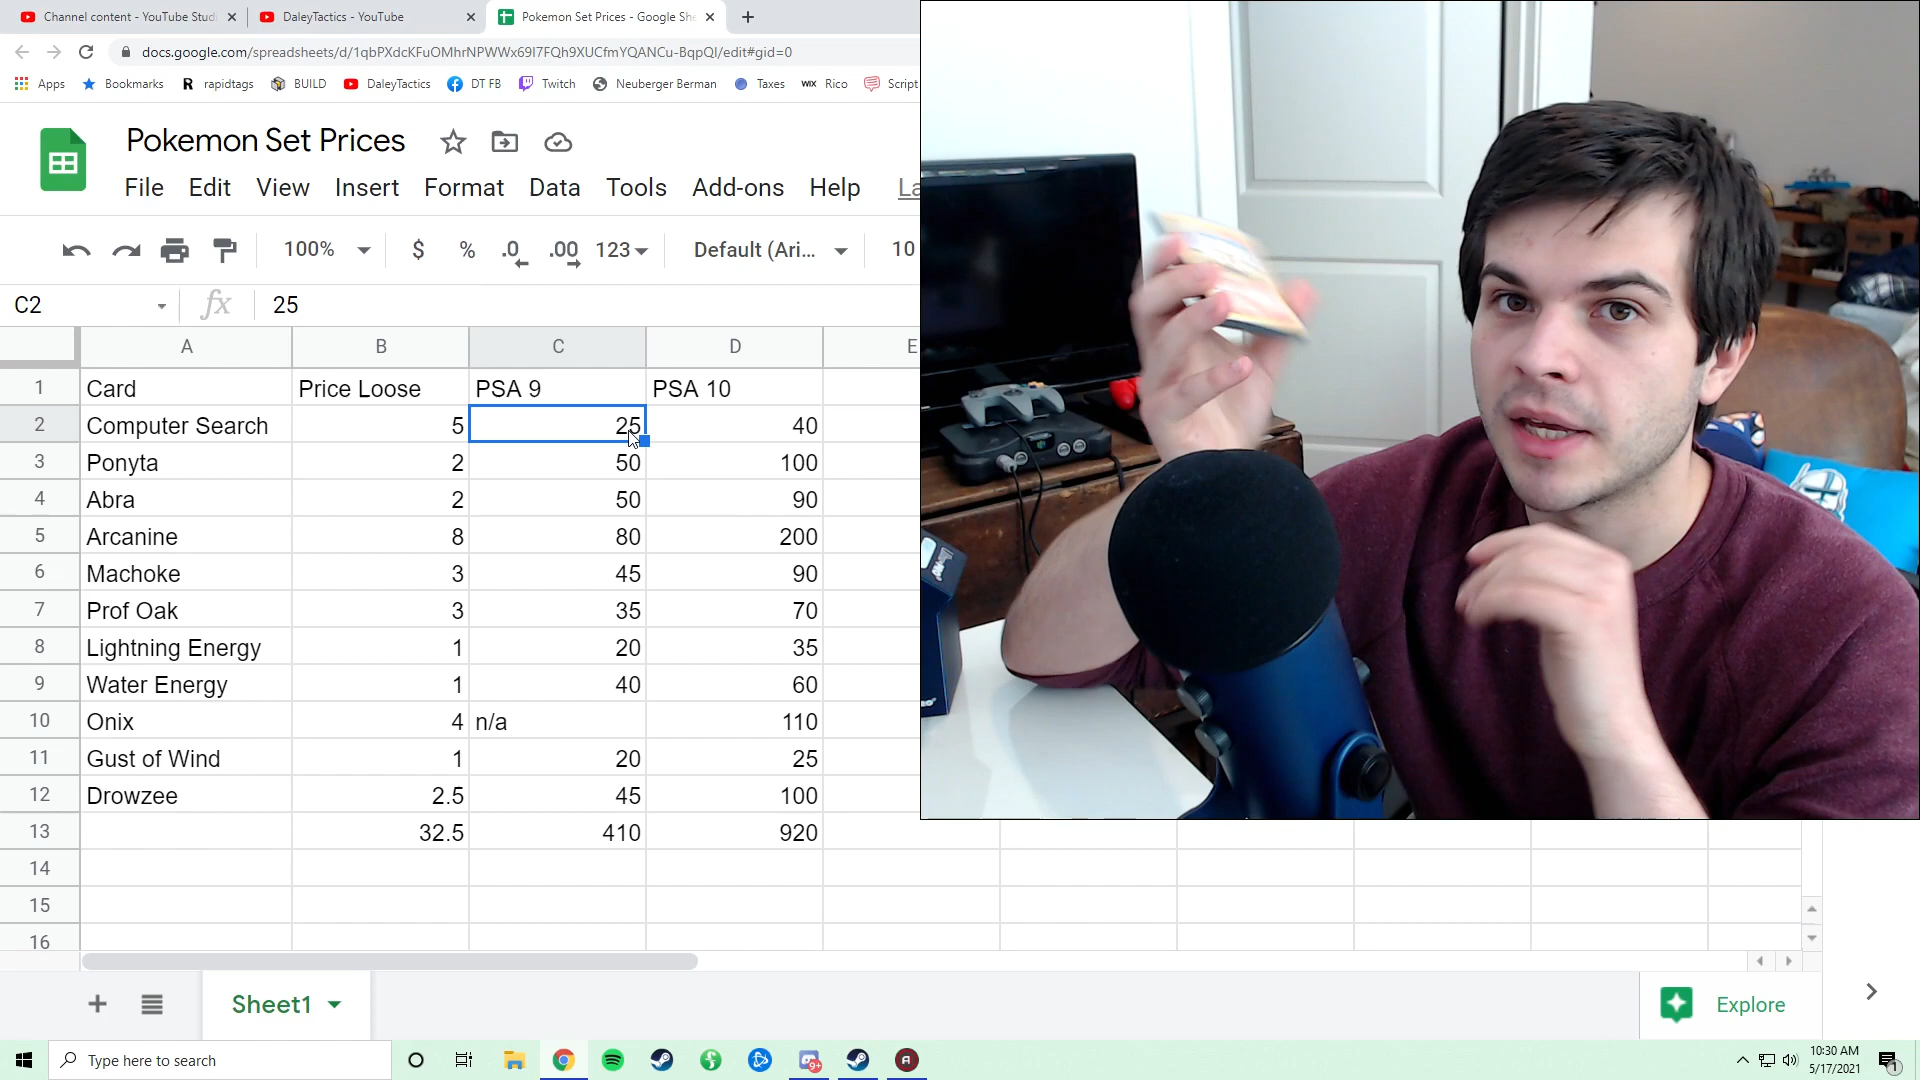 Channel content - YouTube Studi
DaleyTactics - YouTube
Pokemon Set Prices - Google She
docs.google.com/spreadsheets/d/1qbPXdcKFuOMhrNPWWx69I7FQh9XUCfmYQANCu-BqpQI/edit#gid=0
Apps Bookmarks R rapidtags BUILD DaleyTactics DT FB Twitch Neuberger Berman Taxes WIX Rico Script
Pokemon Set Prices
File Edit View Insert Format Data Tools Add-ons Help La
100% $ % .0 .00 123 Default (Ari... 10
C2 fx 25
A B C D E
1 Card Price Loose PSA 9 PSA 10
2 Computer Search 5 25 40
3 Ponyta 2 50 100
4 Abra 2 50 90
5 Arcanine 8 80 200
6 Machoke 3 45 90
7 Prof Oak 3 35 70
8 Lightning Energy 1 20 35
9 Water Energy 1 40 60
10 Onix 4 n/a 110
11 Gust of Wind 1 20 25
12 Drowzee 2.5 45 100
13 32.5 410 920
14
15
16
Sheet1
Explore
Type here to search
9+
10:30 AM
5/17/2021
1